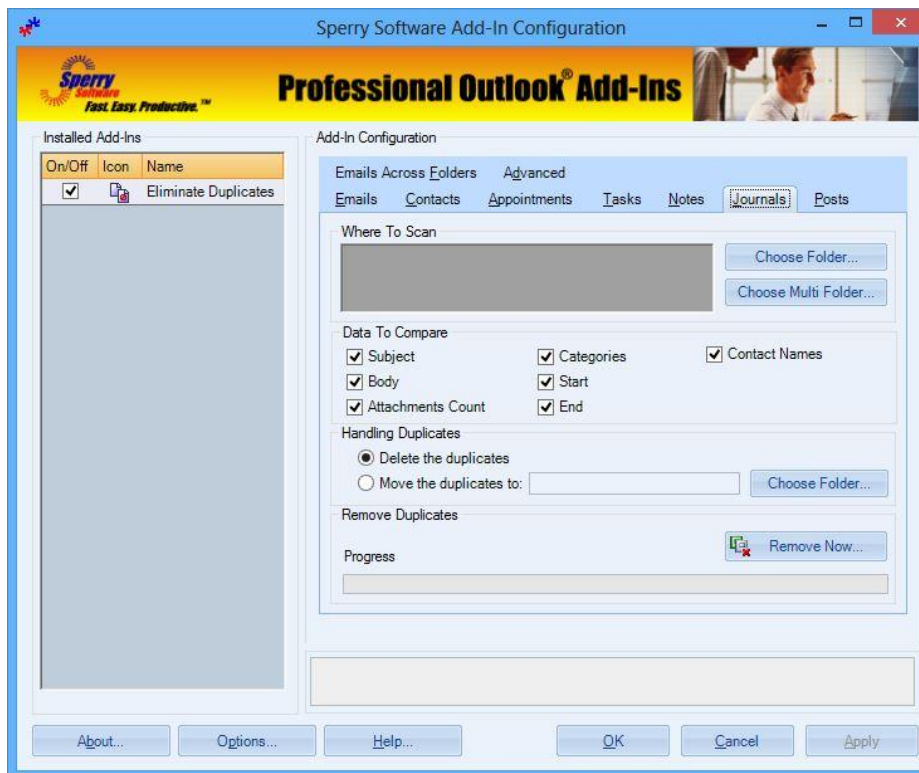 Sperry Software Add-In Configuration
Sperry
Software
Fast. Easy. Productive. ™
Professional Outlook® Add-Ins
Installed Add-Ins
On/Off Icon Name
Eliminate Duplicates
Add-In Configuration
Emails Across Folders Advanced
Emails Contacts Appointments Tasks Notes Journals Posts
Where To Scan
Choose Folder...
Choose Multi Folder...
Data To Compare
Subject Categories Contact Names
Body Start
Attachments Count End
Handling Duplicates
Delete the duplicates
Move the duplicates to: Choose Folder...
Remove Duplicates
Remove Now...
Progress
About... Options... Help... OK Cancel Apply